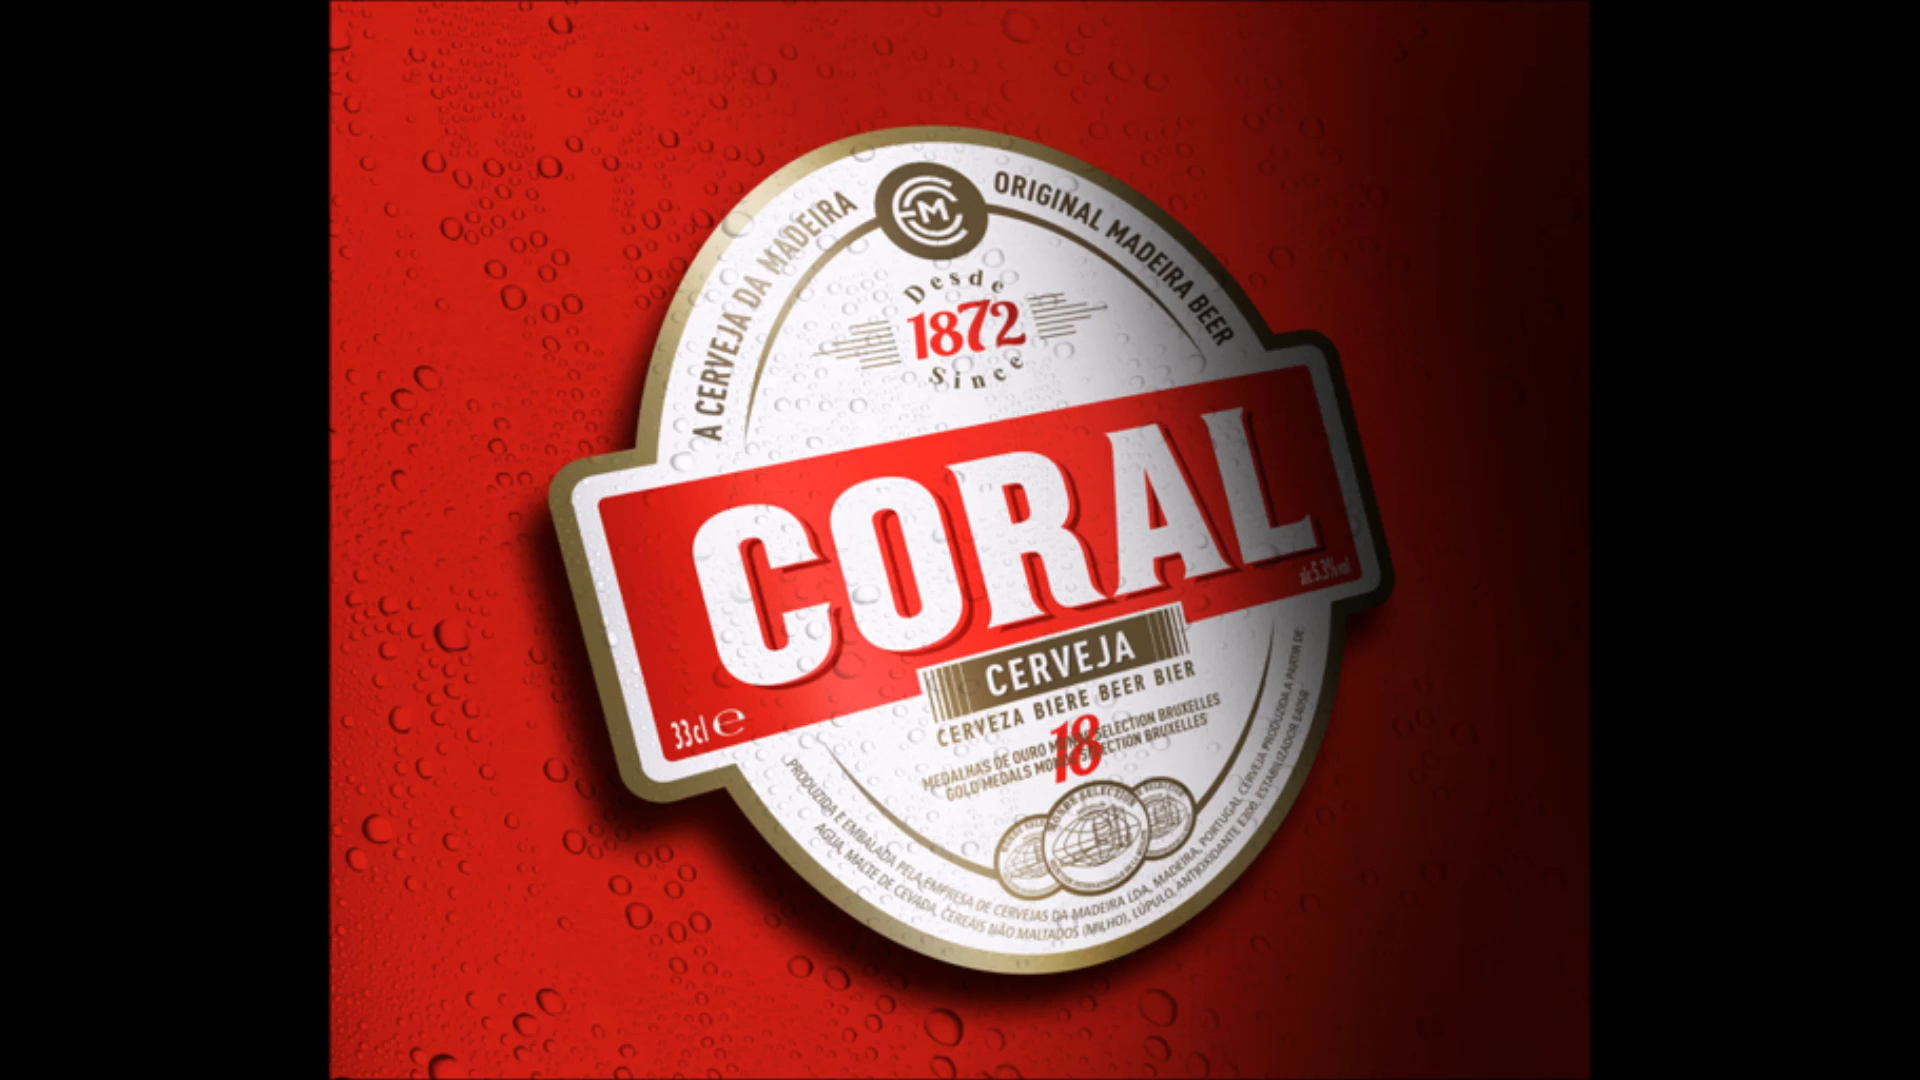 A CERVEJA DA MADEIRA
ORIGINAL MADEIRA BEER
M
Desde
1872
Since
CORAL
alc 5.3% vol
33cl e
CERVEJA
CERVEZA BIERE BEER BIER
MEDALHAS DE OURO SELECTION BRUXELLES
GOLD MEDALS BRUXELLES
18
MONDE SELECTION
PRODUZIDA E EMBALADA PELA EMPRESA DE CERVEJAS DA MADEIRA LDA, MADEIRA, PORTUGAL. CERVEJA PRODUZIDA A PARTIR DE:
ÁGUA, MALTE DE CEVADA, CEREAIS NÃO MALTADOS (MILHO), LÚPULO, ANTIOXIDANTE E300, ESTABILIZADOR E405